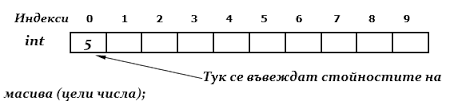 Индекси 0 1 2 3 4 5 6 7 8 9
int 5
Тук се въвеждат стойностите на
масива (цели числа);